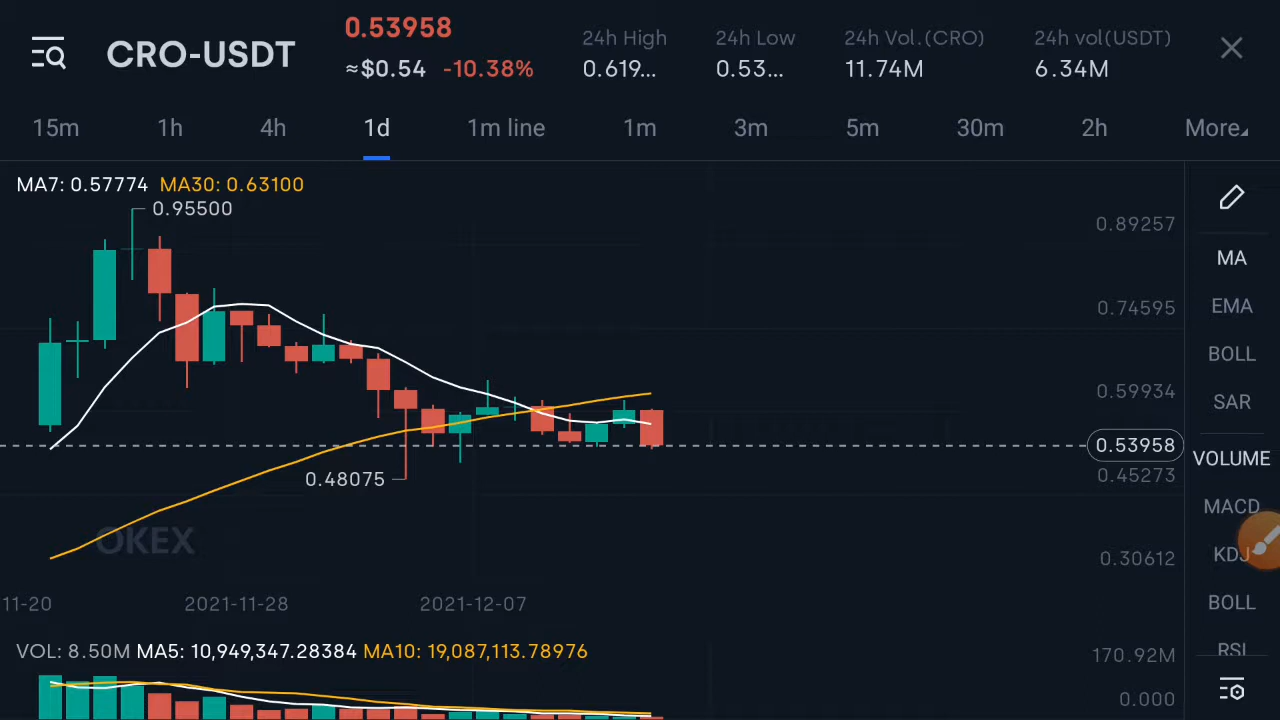 CRO-USDT
0.53958
≈$0.54 -10.38%
24h High
0.619...
24h Low
0.53...
24h Vol.(CRO)
11.74M
24h vol(USDT)
6.34M
15m 1h 4h 1d 1m line 1m 3m 5m 30m 2h More
MA7: 0.57774 MA30: 0.63100
0.95500
0.89257
0.74595
0.59934
0.53958
0.45273
0.30612
0.48075
OKEX
11-20 2021-11-28 2021-12-07
MA
EMA
BOLL
SAR
VOLUME
MACD
KDJ
BOLL
RSI
VOL: 8.50M MA5: 10,949,347.28384 MA10: 19,087,113.78976
170.92M
0.000